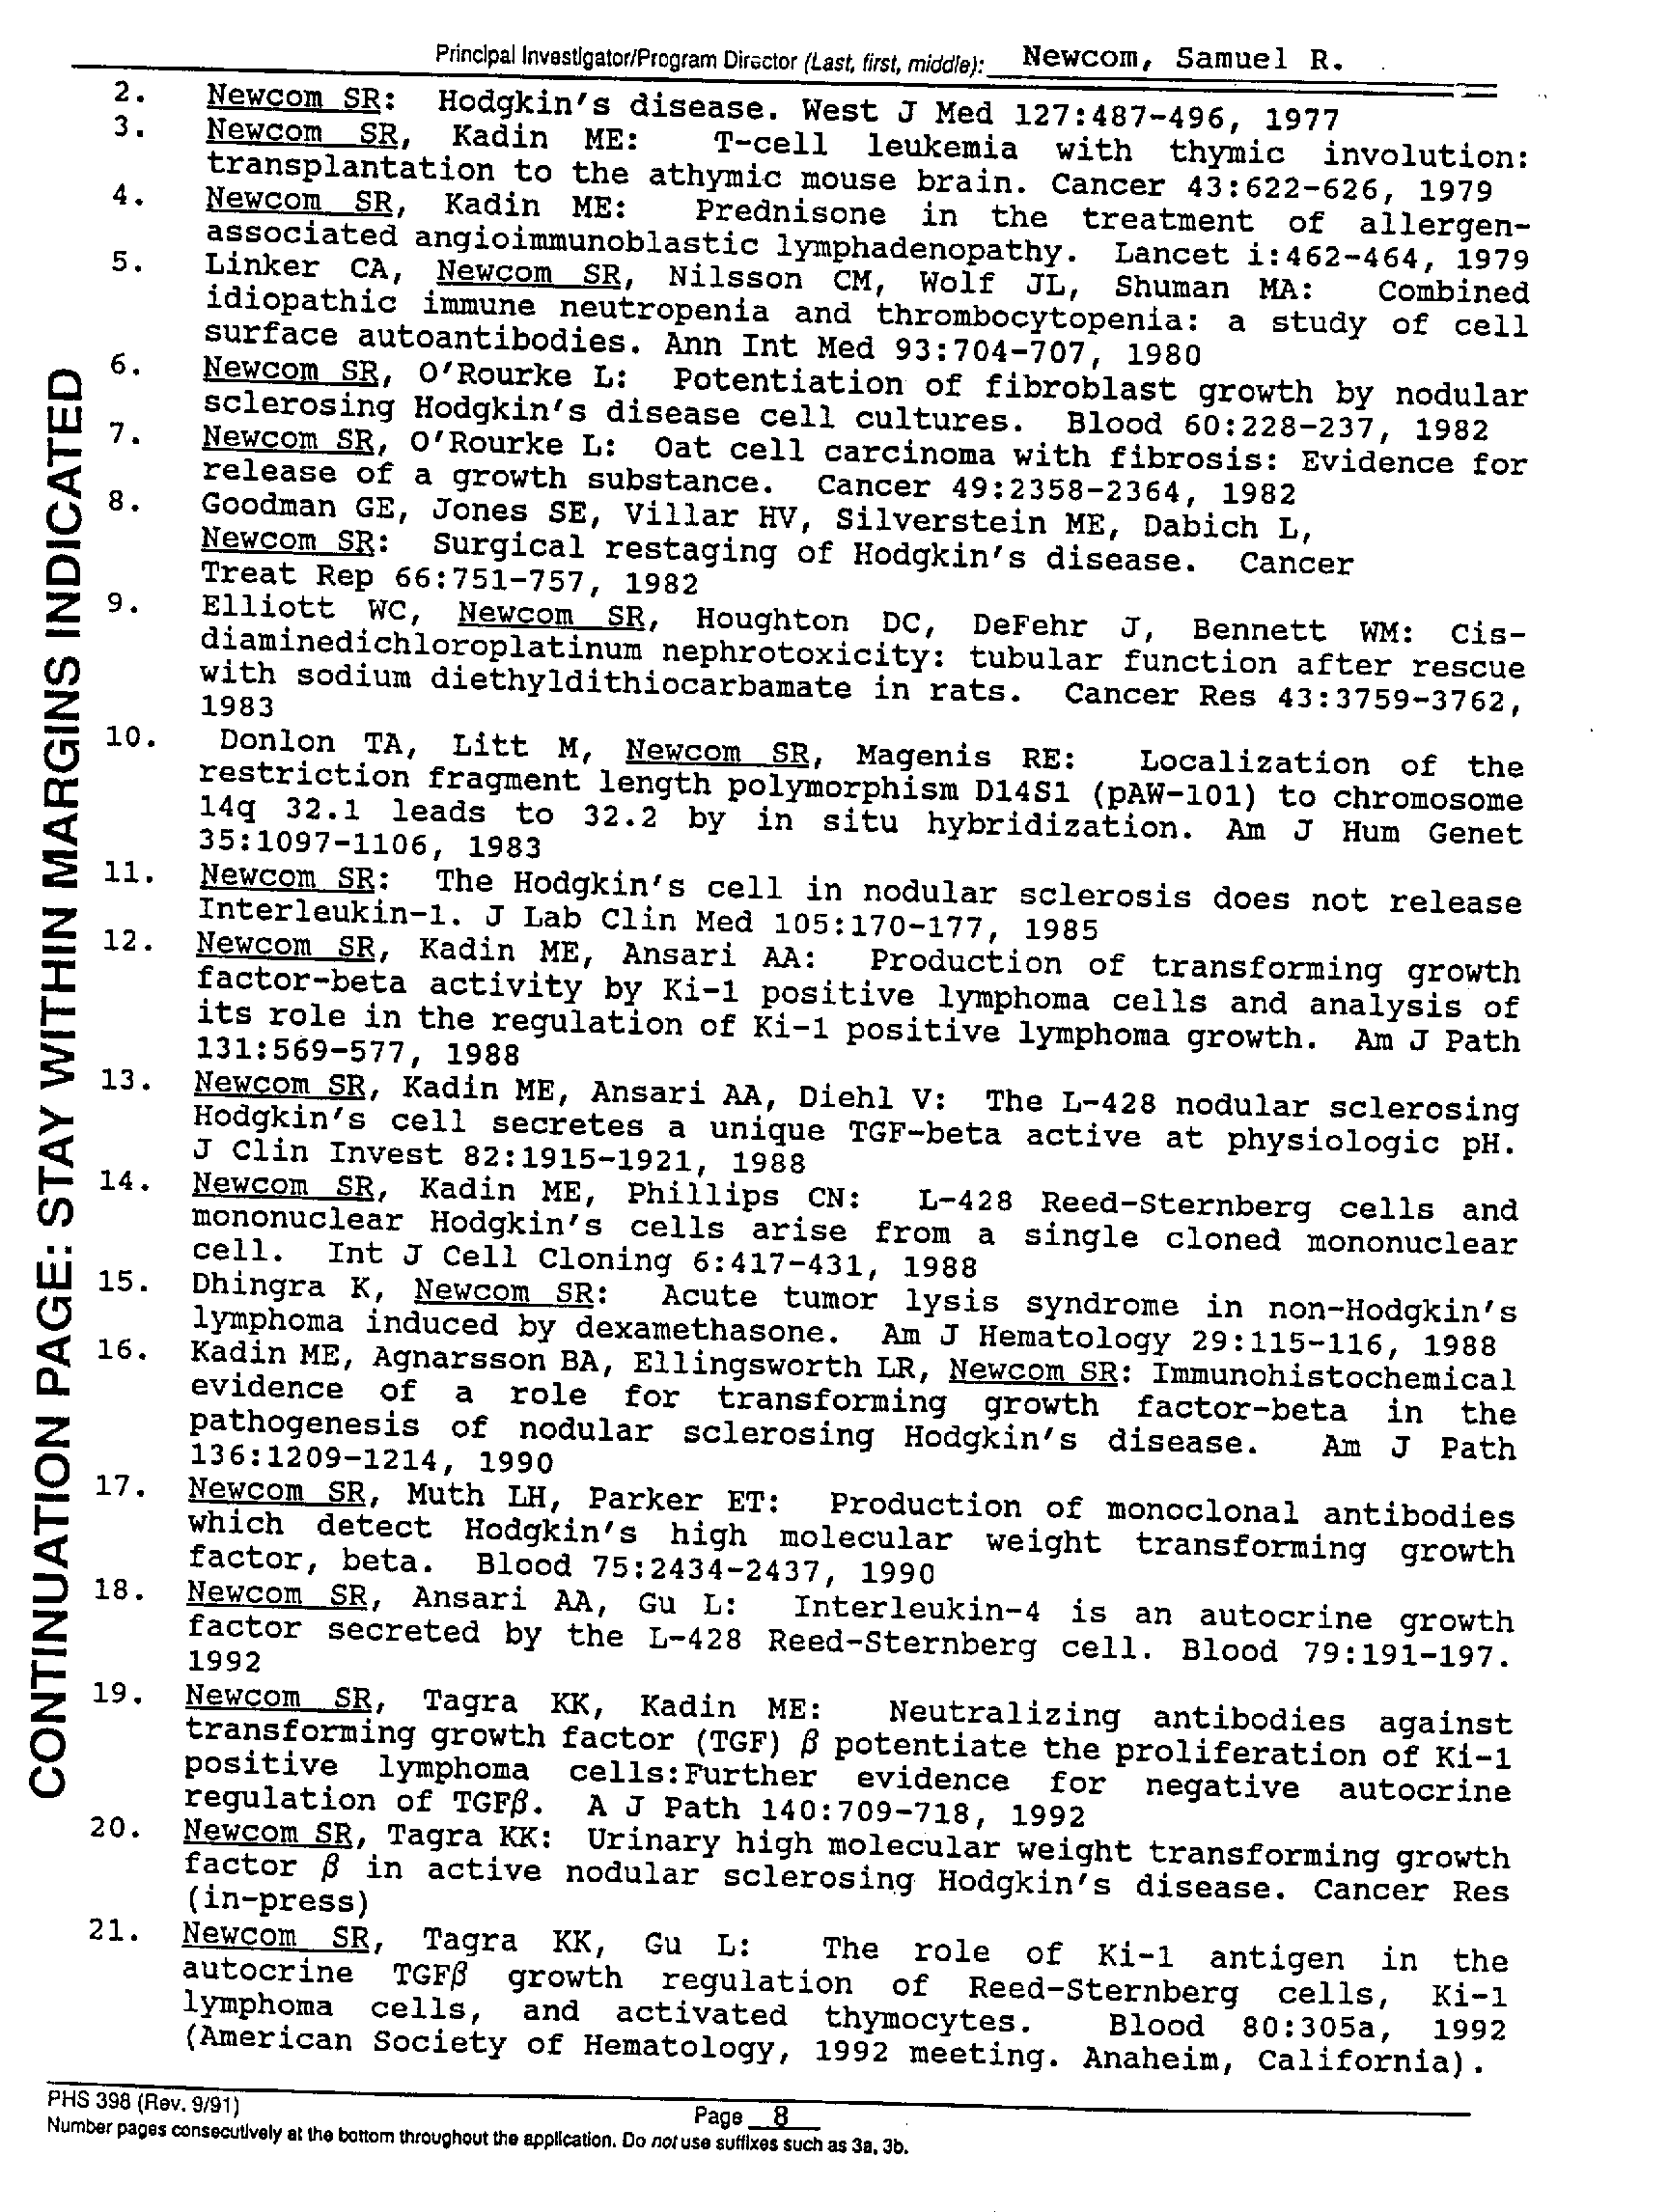 Principal Investigator/Program Director (Last, first, middle): Newcom, Samuel R.
2. Newcom SR: Hodgkin's disease. West J Med 127:487-496, 1977
3. Newcom SR, Kadin ME: T-cell leukemia with thymic involution:
transplantation to the athymic mouse brain. Cancer 43:622-626, 1979
4. Newcom SR, Kadin ME: Prednisone in the treatment of allergen-
associated angioimmunoblastic lymphadenopathy. Lancet i:462-464, 1979
5. Linker CA, Newcom SR, Nilsson CM, Wolf JL, Shuman MA: Combined
idiopathic immune neutropenia and thrombocytopenia: a study of cell
surface autoantibodies. Ann Int Med 93:704-707, 1980
6. Newcom SR, O'Rourke L: Potentiation of fibroblast growth by nodular
sclerosing Hodgkin's disease cell cultures. Blood 60:228-237, 1982
7. Newcom SR, O'Rourke L: Oat cell carcinoma with fibrosis: Evidence for
release of a growth substance. Cancer 49:2358-2364, 1982
8. Goodman GE, Jones SE, Villar HV, Silverstein ME, Dabich L,
Newcom SR: Surgical restaging of Hodgkin's disease. Cancer
Treat Rep 66:751-757, 1982
9. Elliott WC, Newcom SR, Houghton DC, DeFehr J, Bennett WM: Cis-
diaminedichloroplatinum nephrotoxicity: tubular function after rescue
with sodium diethyldithiocarbamate in rats. Cancer Res 43:3759-3762,
1983
10. Donlon TA, Litt M, Newcom SR, Magenis RE: Localization of the
restriction fragment length polymorphism D14S1 (pAW-101) to chromosome
14q 32.1 leads to 32.2 by in situ hybridization. Am J Hum Genet
35:1097-1106, 1983
11. Newcom SR: The Hodgkin's cell in nodular sclerosis does not release
Interleukin-1. J Lab Clin Med 105:170-177, 1985
12. Newcom SR, Kadin ME, Ansari AA: Production of transforming growth
factor-beta activity by Ki-1 positive lymphoma cells and analysis of
its role in the regulation of Ki-1 positive lymphoma growth. Am J Path
131:569-577, 1988
13. Newcom SR, Kadin ME, Ansari AA, Diehl V: The L-428 nodular sclerosing
Hodgkin's cell secretes a unique TGF-beta active at physiologic pH.
J Clin Invest 82:1915-1921, 1988
14. Newcom SR, Kadin ME, Phillips CN: L-428 Reed-Sternberg cells and
mononuclear Hodgkin's cells arise from a single cloned mononuclear
cell. Int J Cell Cloning 6:417-431, 1988
15. Dhingra K, Newcom SR: Acute tumor lysis syndrome in non-Hodgkin's
lymphoma induced by dexamethasone. Am J Hematology 29:115-116, 1988
16. Kadin ME, Agnarsson BA, Ellingsworth LR, Newcom SR: Immunohistochemical
evidence of a role for transforming growth factor-beta in the
pathogenesis of nodular sclerosing Hodgkin's disease. Am J Path
136:1209-1214, 1990
17. Newcom SR, Muth LH, Parker ET: Production of monoclonal antibodies
which detect Hodgkin's high molecular weight transforming growth
factor, beta. Blood 75:2434-2437, 1990
18. Newcom SR, Ansari AA, Gu L: Interleukin-4 is an autocrine growth
factor secreted by the L-428 Reed-Sternberg cell. Blood 79:191-197.
1992
19. Newcom SR, Tagra KK, Kadin ME: Neutralizing antibodies against
transforming growth factor (TGF) β potentiate the proliferation of Ki-1
positive lymphoma cells:Further evidence for negative autocrine
regulation of TGFβ. A J Path 140:709-718, 1992
20. Newcom SR, Tagra KK: Urinary high molecular weight transforming growth
factor β in active nodular sclerosing Hodgkin's disease. Cancer Res
(in-press)
21. Newcom SR, Tagra KK, Gu L: The role of Ki-1 antigen in the
autocrine TGFβ growth regulation of Reed-Sternberg cells, Ki-1
lymphoma cells, and activated thymocytes. Blood 80:305a, 1992
(American Society of Hematology, 1992 meeting. Anaheim, California).
PHS 398 (Rev. 9/91)
Page 8
Number pages consecutively at the bottom throughout the application. Do not use suffixes such as 3a, 3b.
CONTINUATION PAGE: STAY WITHIN MARGINS INDICATED